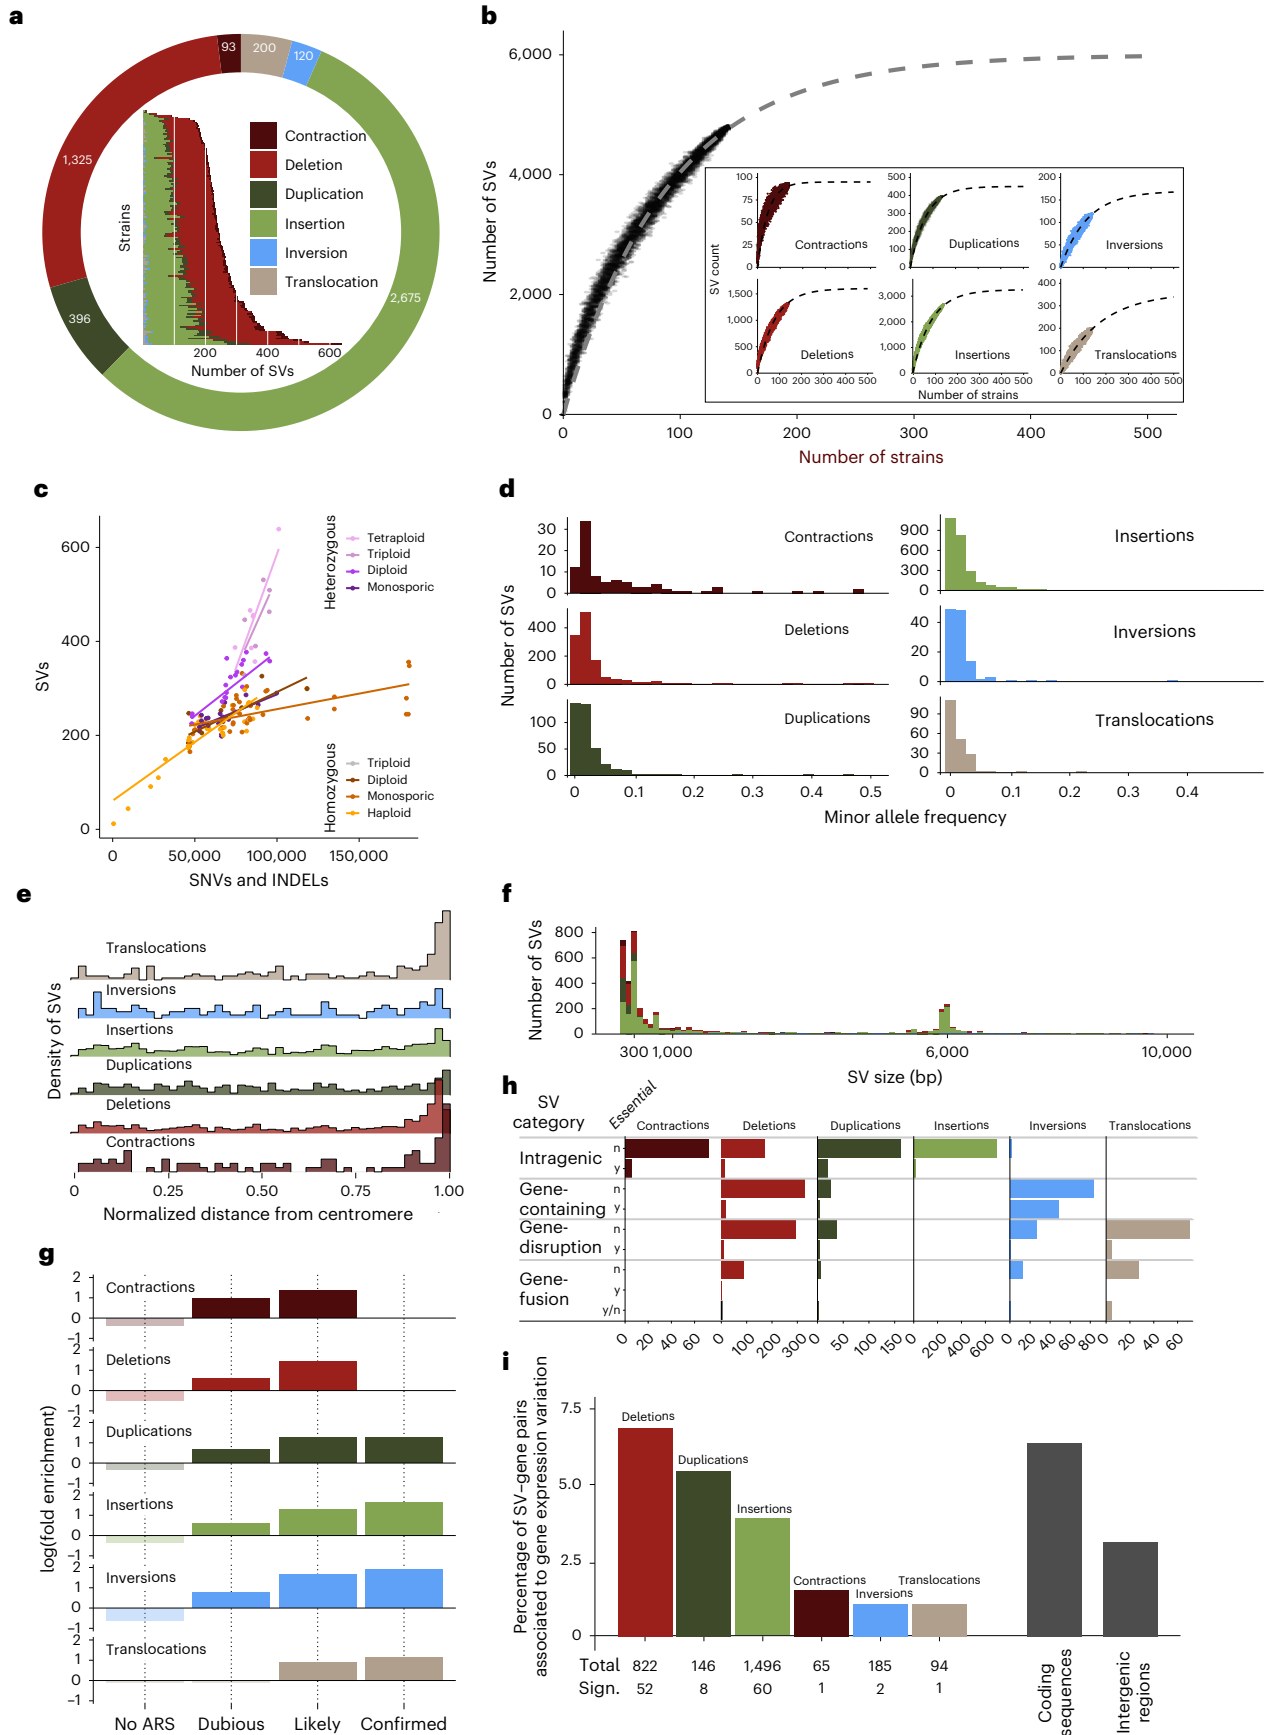 a
93
200
120
1,325
396
2,675
Contraction
Deletion
Duplication
Insertion
Inversion
Translocation
Strains
200
400
600
Number of SVs
b
6,000
4,000
2,000
0
Number of SVs
0
100
200
300
400
500
Number of strains
SV count
100
75
50
25
0
Contractions
500
400
300
200
100
0
Duplications
200
150
100
50
0
Inversions
1,500
1,000
500
0
Deletions
0 100 200 300 400 500
3,000
2,000
1,000
0
Insertions
0 100 200 300 400 500
400
300
200
100
0
Translocations
0 100 200 300 400 500
Number of strains
c
600
400
200
0
SVs
Heterozygous
Tetraploid
Triploid
Diploid
Monosporic
Homozygous
Triploid
Diploid
Monosporic
Haploid
0
50,000
100,000
150,000
SNVs and INDELs
d
Number of SVs
30
20
10
0
Contractions
400
200
0
Deletions
100
50
0
Duplications
0 0.1 0.2 0.3 0.4 0.5
900
600
300
0
Insertions
40
20
0
Inversions
90
60
30
0
Translocations
0 0.1 0.2 0.3 0.4
Minor allele frequency
e
Density of SVs
Translocations
Inversions
Insertions
Duplications
Deletions
Contractions
0 0.25 0.50 0.75 1.00
Normalized distance from centromere
f
Number of SVs
800
600
400
200
0
300 1,000 6,000 10,000
SV size (bp)
g
log(fold enrichment)
2
1
0
−1
Contractions
2
1
0
−1
Deletions
2
1
0
−1
Duplications
2
1
0
−1
Insertions
2
1
0
−1
Inversions
2
1
0
−1
Translocations
No ARS
Dubious
Likely
Confirmed
h
SV
category
Essential
Contractions
Deletions
Duplications
Insertions
Inversions
Translocations
Intragenic
n
y
Gene-
containing
n
y
Gene-
disruption
n
y
Gene-
fusion
n
y
y/n
0 20 40 60
0 100 200 300
0 50 100 150
0 200 400 600
0 20 40 60 80
0 20 40 60
i
Percentage of SV–gene pairs
associated to gene expression variation
7.5
5.0
2.5
0
Deletions
Duplications
Insertions
Contractions
Inversions
Translocations
Total 822 146 1,496 65 185 94
Sign. 52 8 60 1 2 1
Coding
sequences
Intergenic
regions